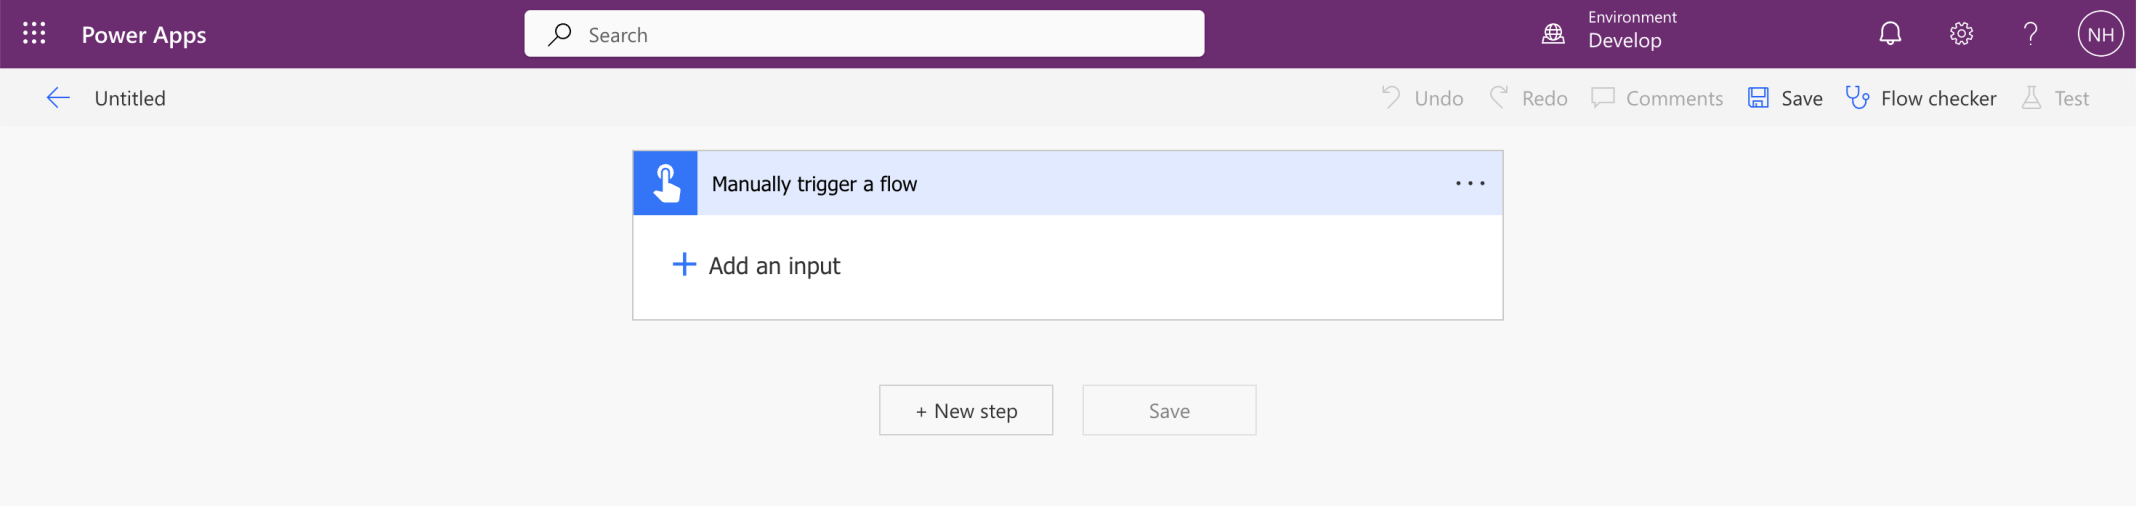 Power Apps
Search
Environment
Develop
NH
Untitled
Undo
Redo
Comments
Save
Flow checker
Test
Manually trigger a flow
Add an input
+ New step
Save